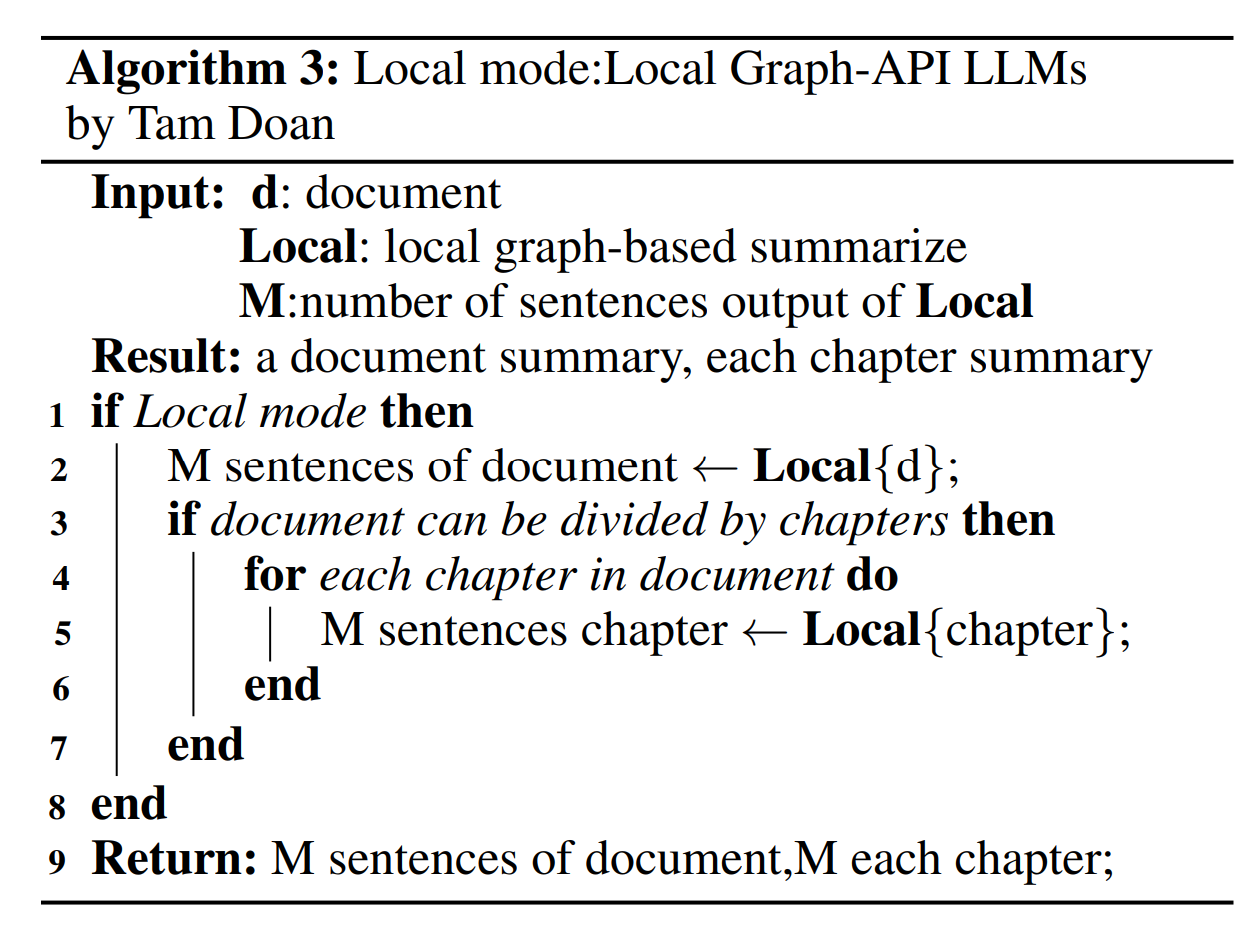 Algorithm 3: Local mode:Local Graph-API LLMs
by Tam Doan
Input: d: document
Local: local graph-based summarize
M:number of sentences output of Local
Result: a document summary, each chapter summary
1 if Local mode then
2 M sentences of document ← Local{d};
3 if document can be divided by chapters then
4 for each chapter in document do
5 M sentences chapter ← Local{chapter};
6 end
7 end
8 end
9 Return: M sentences of document,M each chapter;